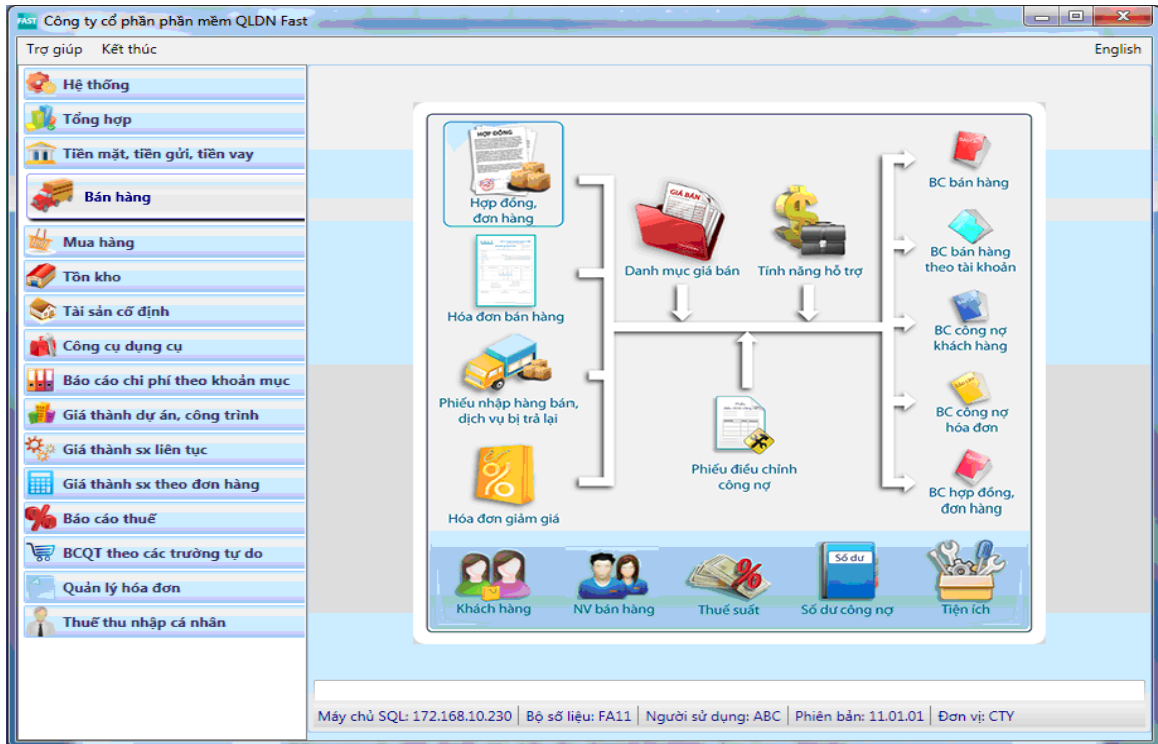 FAST Công ty cổ phần phần mềm QLDN Fast
Trợ giúp Kết thúc English
Hệ thống
Tổng hợp
Tiền mặt, tiền gửi, tiền vay
Bán hàng
Mua hàng
Tồn kho
Tài sản cố định
Công cụ dụng cụ
Báo cáo chi phí theo khoản mục
Giá thành dự án, công trình
Giá thành sx liên tục
Giá thành sx theo đơn hàng
Báo cáo thuế
BCQT theo các trường tự do
Quản lý hóa đơn
Thuế thu nhập cá nhân
HỢP ĐỒNG
Hợp đồng,
đơn hàng
Hóa đơn bán hàng
Phiếu nhập hàng bán,
dịch vụ bị trả lại
Hóa đơn giảm giá
GIÁ BÁN
Danh mục giá bán
Tính năng hỗ trợ
Phiếu điều chỉnh
công nợ
BC bán hàng
BC bán hàng
theo tài khoản
BC công nợ
khách hàng
BC công nợ
hóa đơn
BC hợp đồng,
đơn hàng
Khách hàng
NV bán hàng
Thuế suất
Số dư
Số dư công nợ
Tiện ích
Máy chủ SQL: 172.168.10.230 Bộ số liệu: FA11 Người sử dụng: ABC Phiên bản: 11.01.01 Đơn vị: CTY